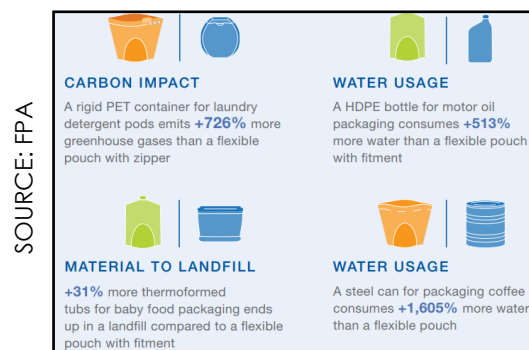 SOURCE: FPA
CARBON IMPACT
A rigid PET container for laundry
detergent pods emits +726% more
greenhouse gases than a flexible
pouch with zipper
WATER USAGE
A HDPE bottle for motor oil
packaging consumes +513%
more water than a flexible pouch
with fitment
MATERIAL TO LANDFILL
+31% more thermoformed
tubs for baby food packaging ends
up in a landfill compared to a flexible
pouch with fitment
WATER USAGE
A steel can for packaging coffee
consumes +1,605% more water
than a flexible pouch